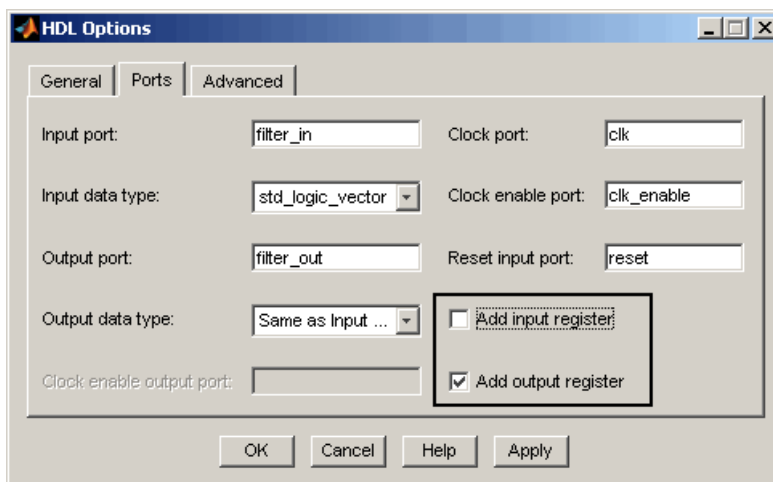 HDL Options
General Ports Advanced
Input port: filter_in Clock port: clk
Input data type: std_logic_vector Clock enable port: clk_enable
Output port: filter_out Reset input port: reset
Output data type: Same as Input ... Add input register
Clock enable output port: Add output register
OK Cancel Help Apply